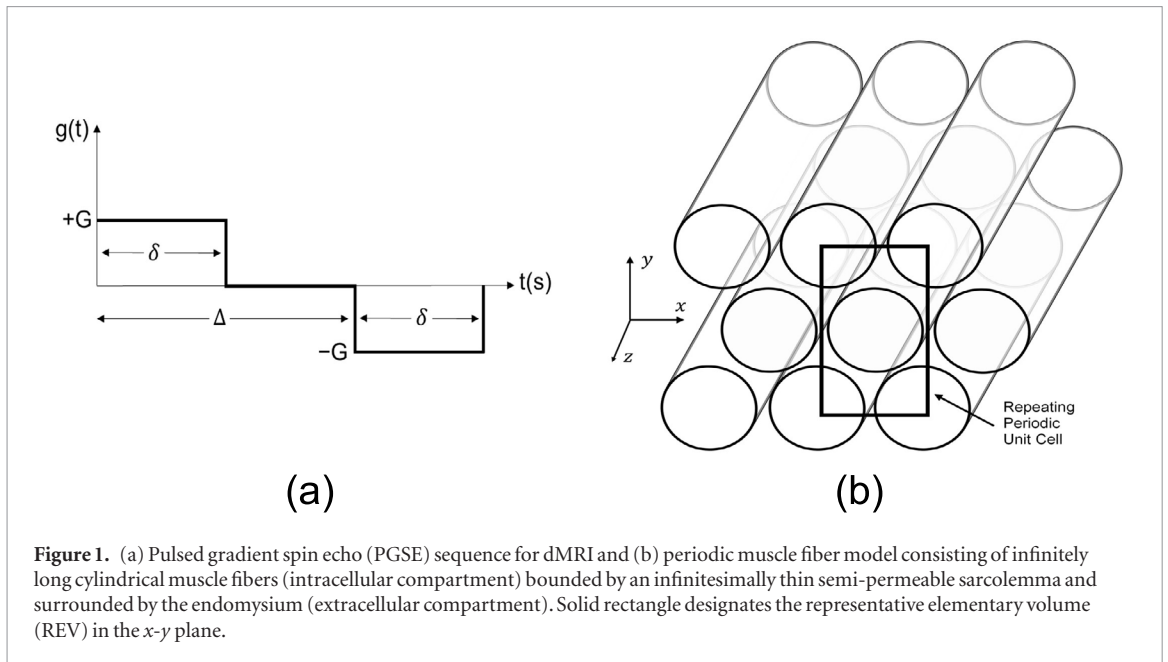 g(t)
+G
δ
t(s)
Δ
δ
−G
(a)
y
x
z
Repeating
Periodic
Unit Cell
(b)
Figure 1. (a) Pulsed gradient spin echo (PGSE) sequence for dMRI and (b) periodic muscle fiber model consisting of infinitely
long cylindrical muscle fibers (intracellular compartment) bounded by an infinitesimally thin semi-permeable sarcolemma and
surrounded by the endomysium (extracellular compartment). Solid rectangle designates the representative elementary volume
(REV) in the x-y plane.